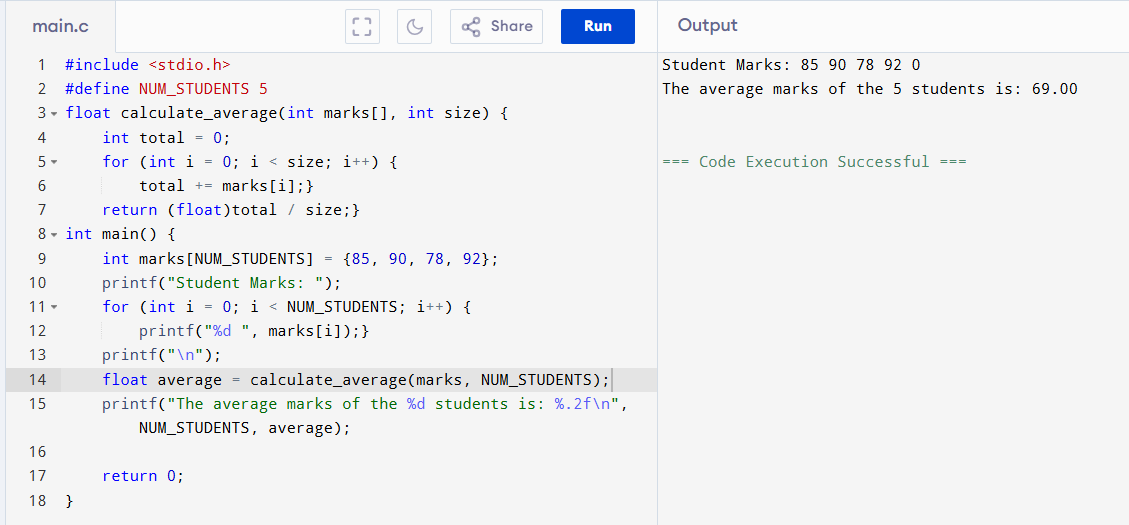 main.c
Share
Run
Output
1 #include <stdio.h>
2 #define NUM_STUDENTS 5
3 float calculate_average(int marks[], int size) {
4     int total = 0;
5     for (int i = 0; i < size; i++) {
6         total += marks[i];}
7     return (float)total / size;}
8 int main() {
9     int marks[NUM_STUDENTS] = {85, 90, 78, 92};
10     printf("Student Marks: ");
11     for (int i = 0; i < NUM_STUDENTS; i++) {
12         printf("%d ", marks[i]);}
13     printf("\n");
14     float average = calculate_average(marks, NUM_STUDENTS);
15     printf("The average marks of the %d students is: %.2f\n",
        NUM_STUDENTS, average);
16
17     return 0;
18 }
Student Marks: 85 90 78 92 0
The average marks of the 5 students is: 69.00
=== Code Execution Successful ===